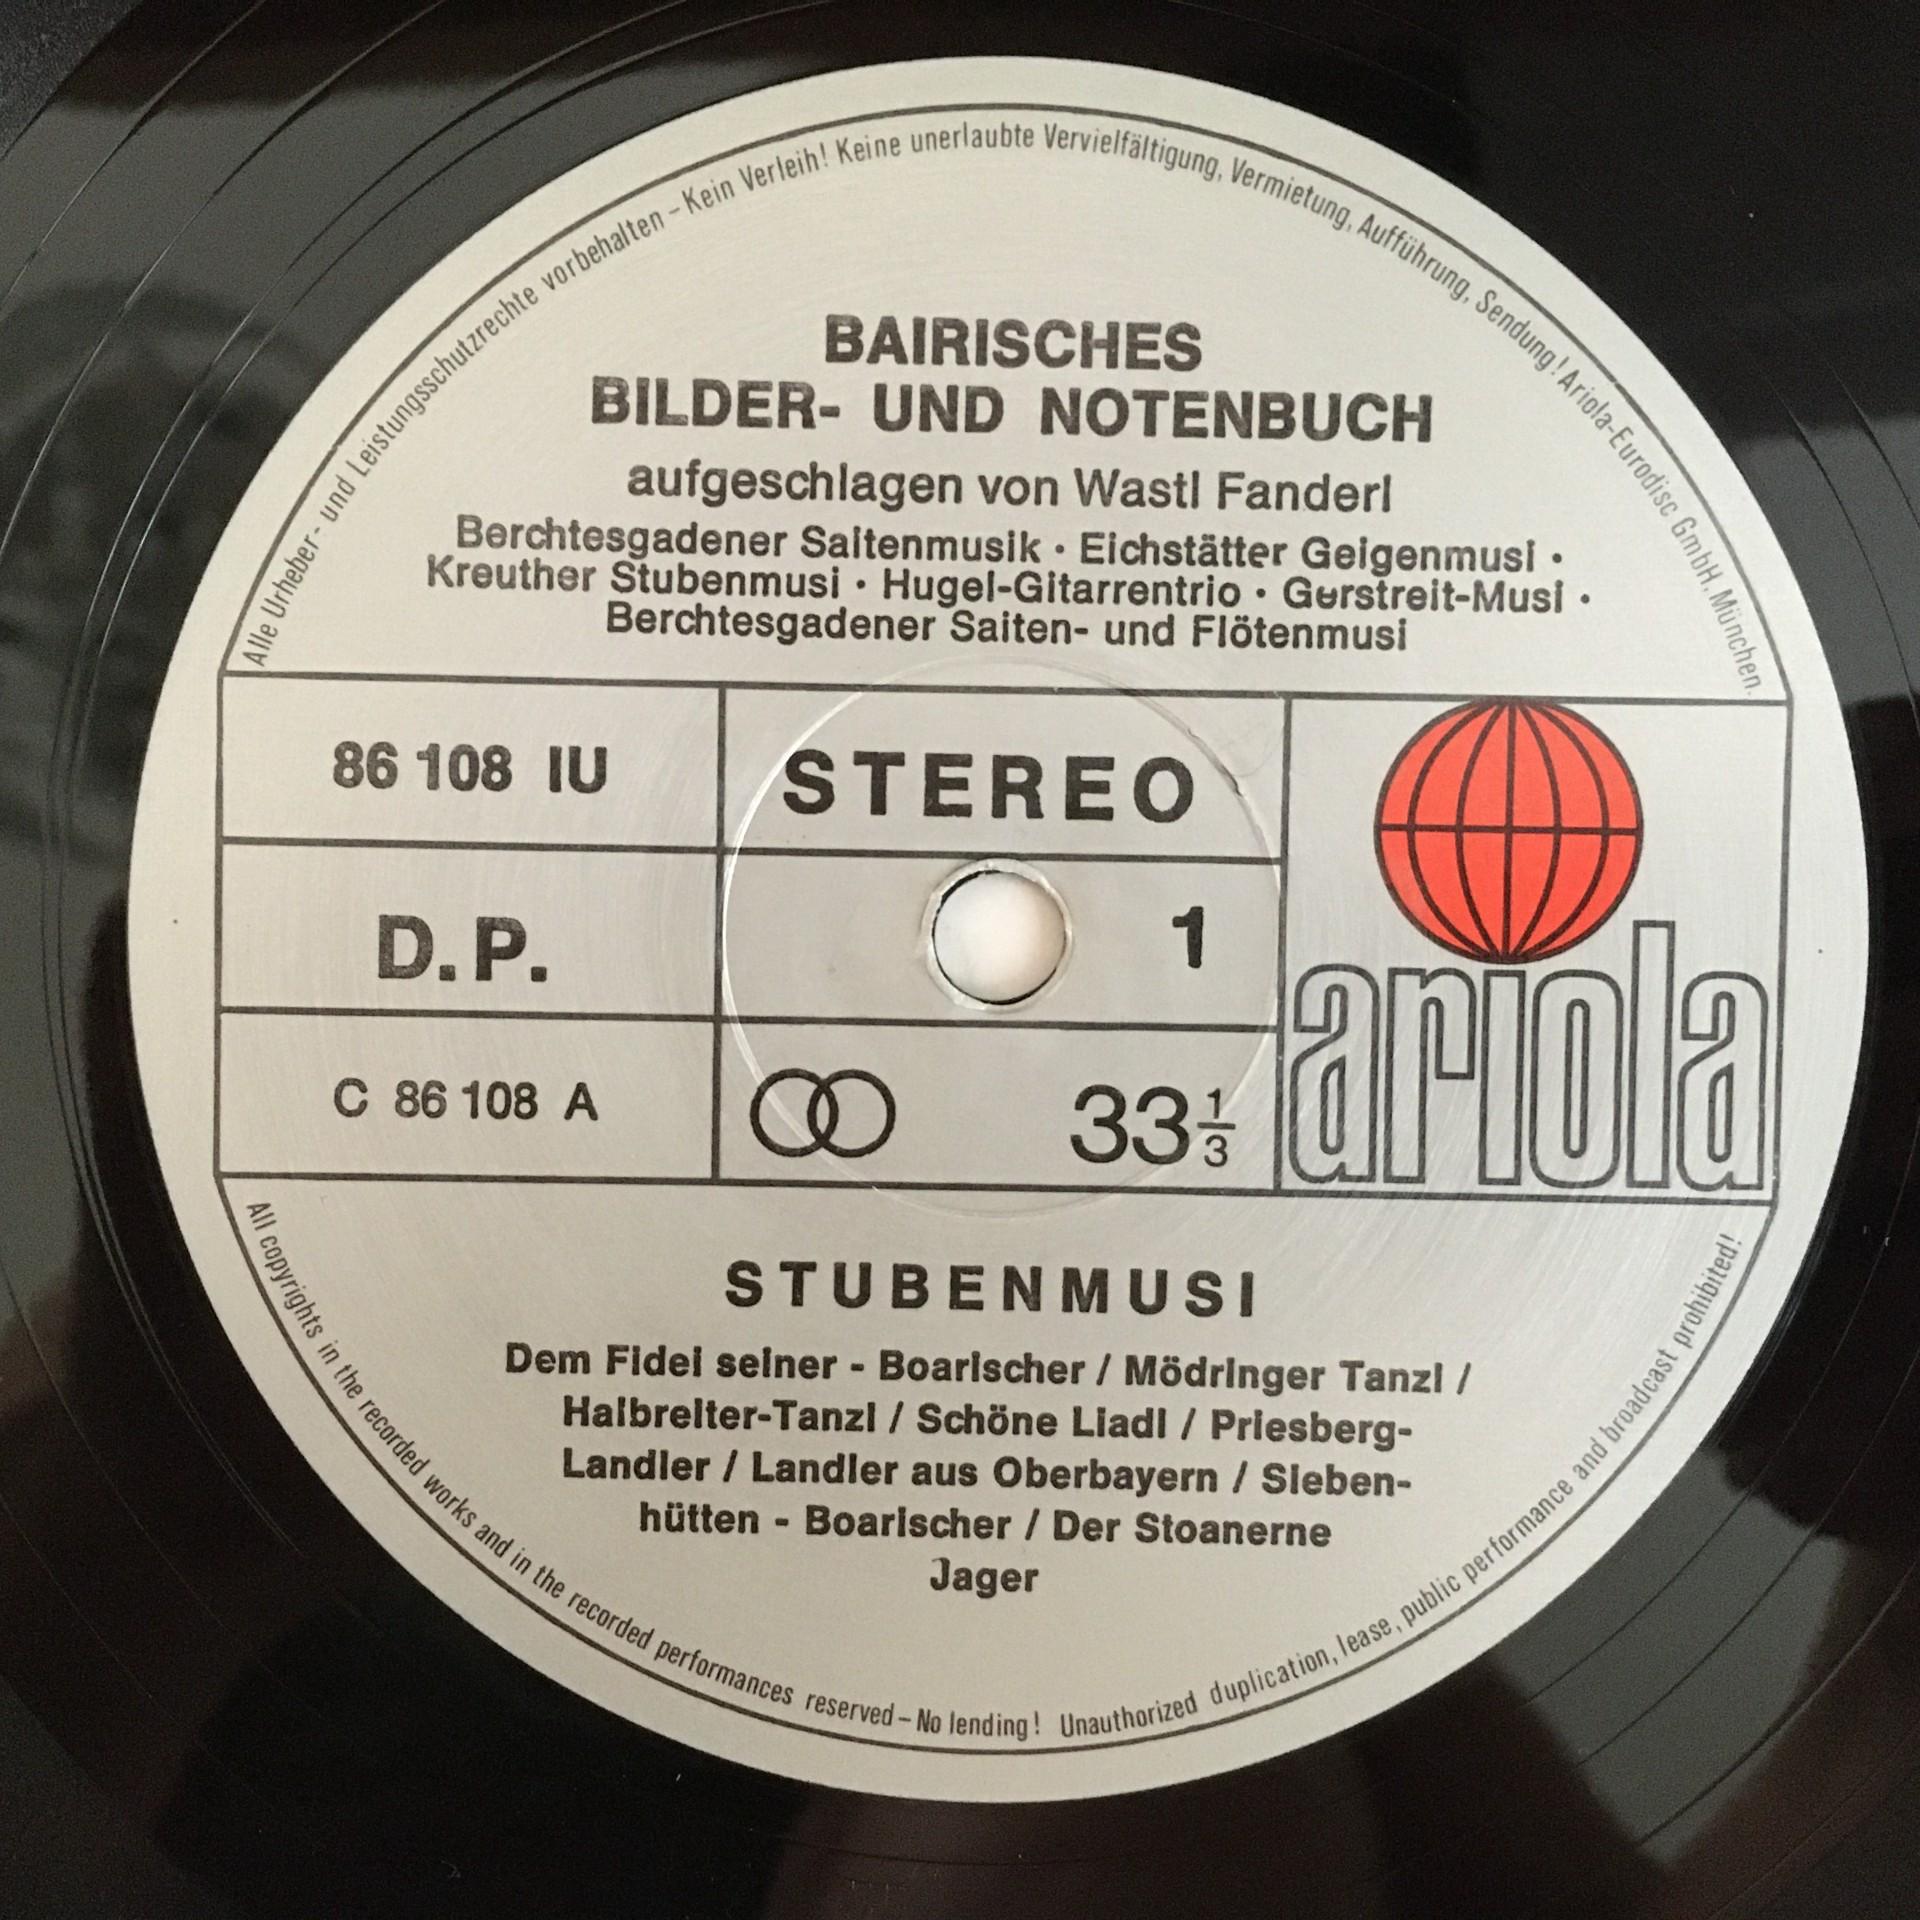 Alle Urheber- und Leistungsschutzrechte vorbehalten – Kein Verleih! Keine unerlaubte Vervielfältigung, Vermietung, Aufführung, Sendung! Ariola-Eurodisc GmbH, München.
BAIRISCHES
BILDER- UND NOTENBUCH
aufgeschlagen von Wastl Fanderl
Berchtesgadener Saitenmusik · Eichstätter Geigenmusi ·
Kreuther Stubenmusi · Hugel-Gitarrentrio · Gerstreit-Musi ·
Berchtesgadener Saiten- und Flötenmusi
86 108 IU
STEREO
D. P.
1
C 86 108 A
33 1/3
ariola
STUBENMUSI
Dem Fidei seiner - Boarischer / Mödringer Tanzl /
Halbreiter-Tanzl / Schöne Liadl / Priesberg-
Landler / Landler aus Oberbayern / Sieben-
hütten - Boarischer / Der Stoanerne
Jager
All copyrights in the recorded works and in the recorded performances reserved – No lending! Unauthorized duplication, lease, public performance and broadcast prohibited!